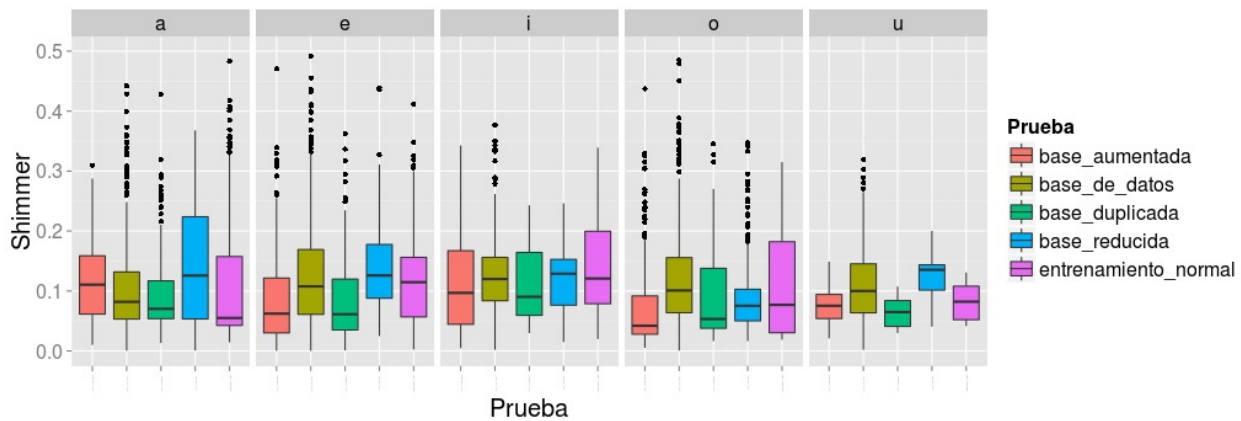 a e i o u
0.5
0.4
0.3
0.2
0.1
0.0
Shimmer
Prueba
Prueba
base_aumentada
base_de_datos
base_duplicada
base_reducida
entrenamiento_normal